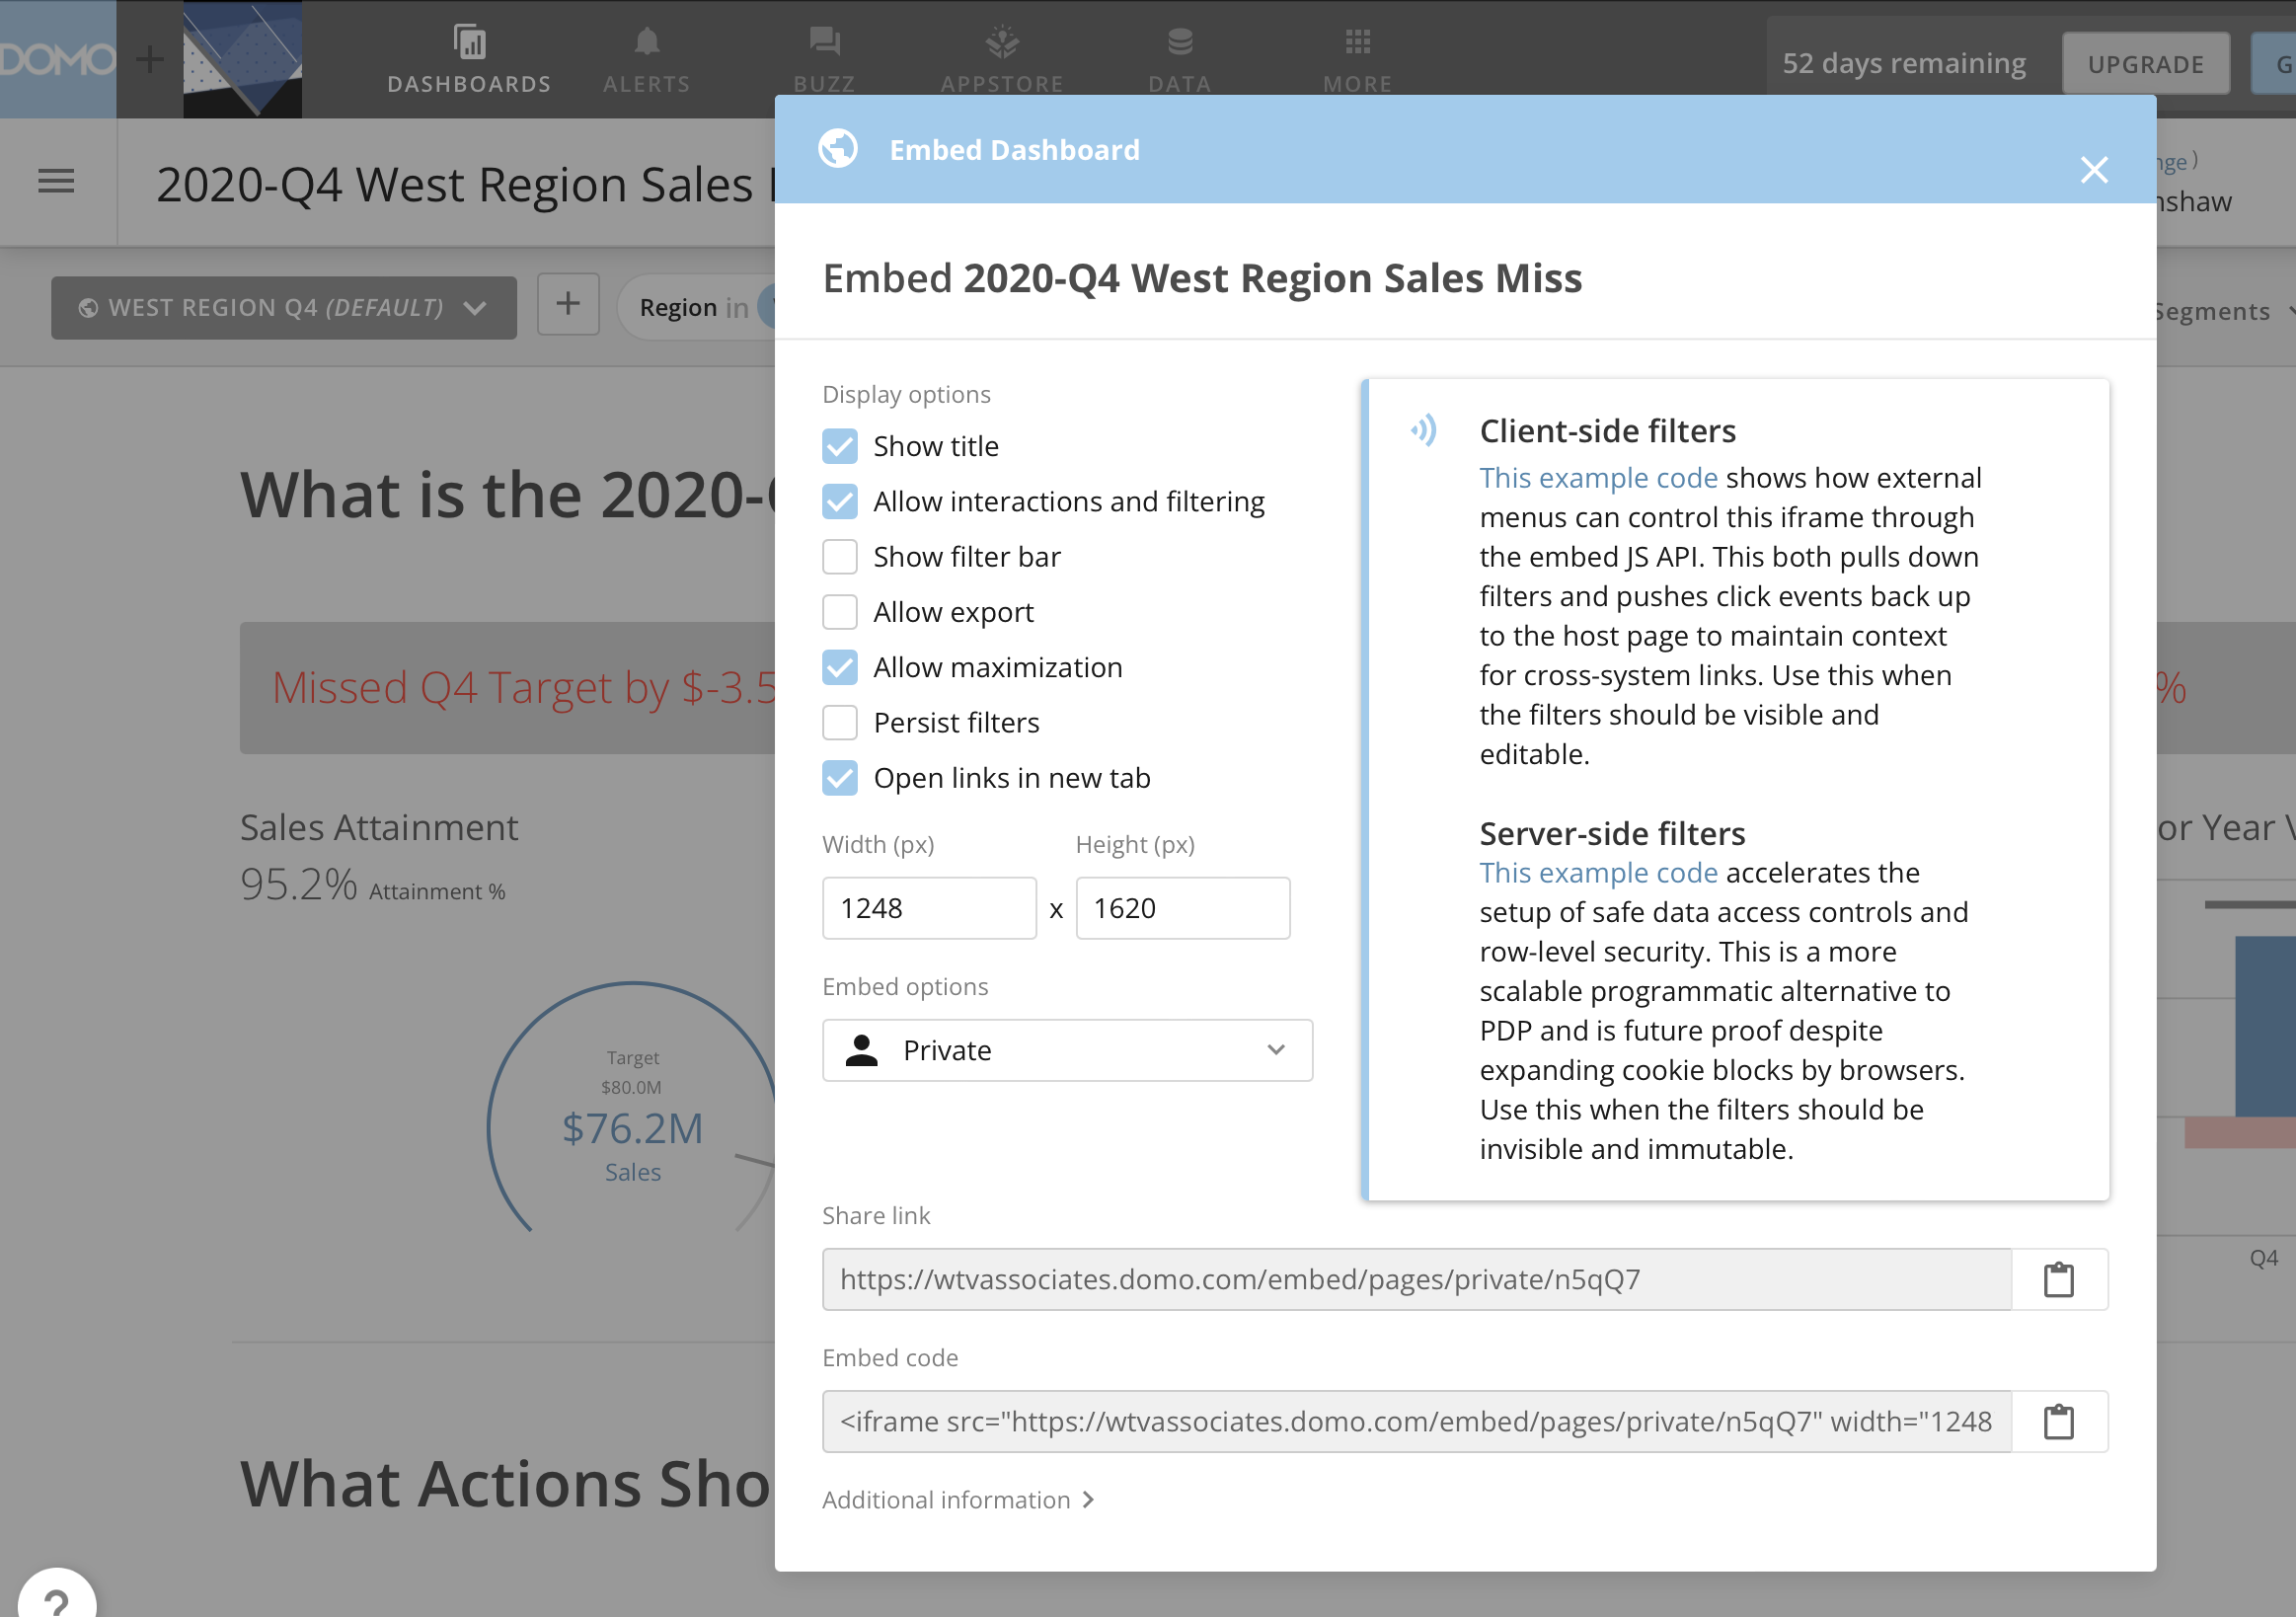 DOMO
DASHBOARDS
ALERTS
BUZZ
APPSTORE
DATA
MORE
52 days remaining
UPGRADE
G
2020-Q4 West Region Sales
nge )
nshaw
WEST REGION Q4 (DEFAULT)
Region in
Segments
What is the 2020-
Missed Q4 Target by $-3.5
%
Sales Attainment
95.2% Attainment %
or Year V
Target
$80.0M
$76.2M
Sales
Q4
What Actions Sho
?
Embed Dashboard
Embed 2020-Q4 West Region Sales Miss
Display options
Show title
Allow interactions and filtering
Show filter bar
Allow export
Allow maximization
Persist filters
Open links in new tab
Width (px)
Height (px)
1248 x 1620
Embed options
Private
Client-side filters
This example code shows how external
menus can control this iframe through
the embed JS API. This both pulls down
filters and pushes click events back up
to the host page to maintain context
for cross-system links. Use this when
the filters should be visible and
editable.
Server-side filters
This example code accelerates the
setup of safe data access controls and
row-level security. This is a more
scalable programmatic alternative to
PDP and is future proof despite
expanding cookie blocks by browsers.
Use this when the filters should be
invisible and immutable.
Share link
https://wtvassociates.domo.com/embed/pages/private/n5qQ7
Embed code
<iframe src="https://wtvassociates.domo.com/embed/pages/private/n5qQ7" width="1248
Additional information